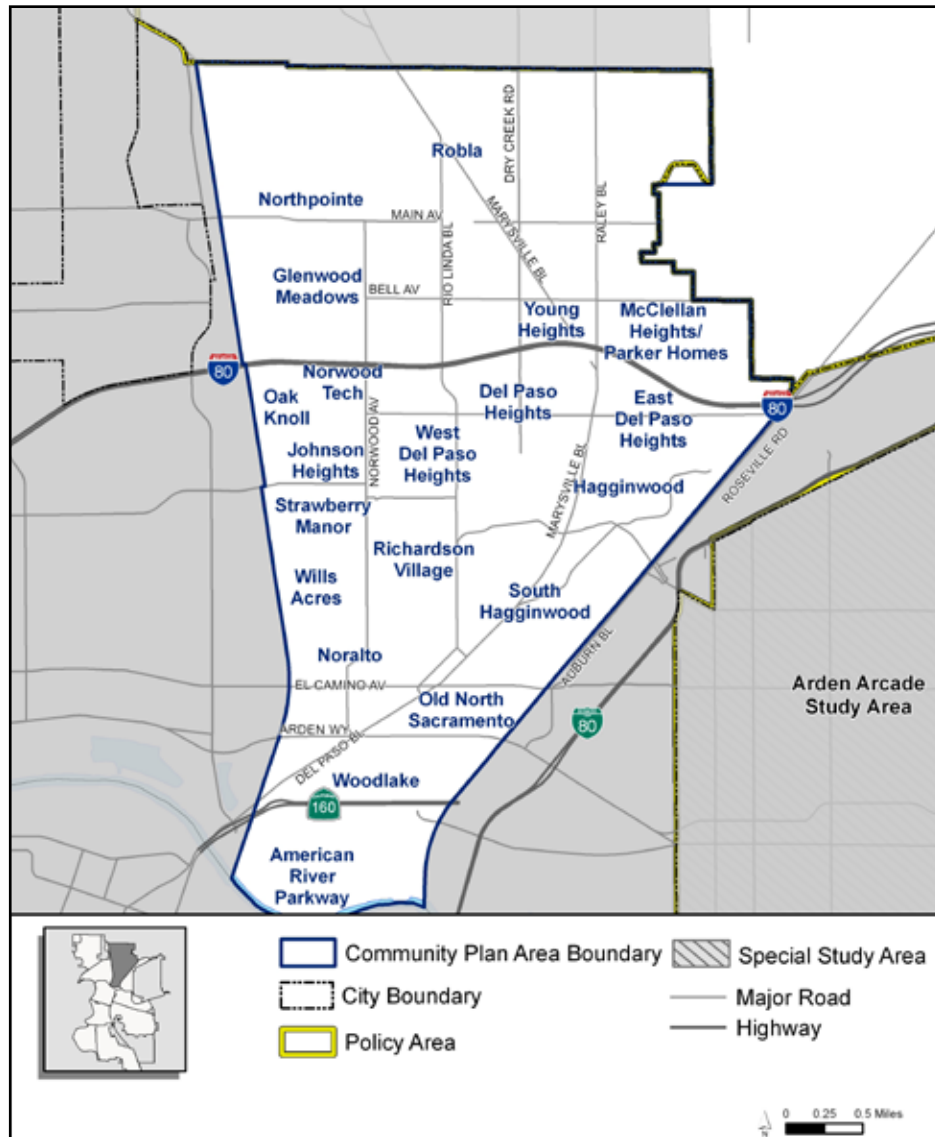 Robla
DRY CREEK RD
RALEY BL
MARYSVILLE BL
Northpointe
MAIN AV
RIO LINDA BL
Glenwood
Meadows
BELL AV
Young
Heights
McClellan
Heights/
Parker Homes
80
Norwood
Tech
Oak
Knoll
NORWOOD AV
Del Paso
Heights
East
Del Paso
Heights
80
West
Del Paso
Heights
Johnson
Heights
MARYSVILLE BL
ROSEVILLE RD
Hagginwood
Strawberry
Manor
Richardson
Village
Wills
Acres
South
Hagginwood
Noralto
EL CAMINO AV
AUBURN BL
Arden Arcade
Study Area
Old North
Sacramento
80
ARDEN WY
DEL PASO BL
Woodlake
160
American
River
Parkway
Community Plan Area Boundary
City Boundary
Policy Area
Special Study Area
Major Road
Highway
0 0.25 0.5 Miles